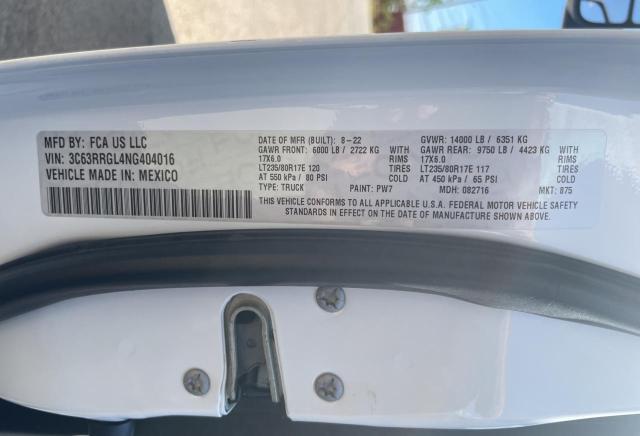 MFD BY: FCA US LLC
VIN: 3C63RRGL4NG404016
VEHICLE MADE IN: MEXICO
DATE OF MFR (BUILT): 8-22 GVWR: 14000 LB / 6351 KG
GAWR FRONT: 6000 LB / 2722 KG WITH GAWR REAR: 9750 LB / 4423 KG WITH
17X6.0 RIMS 17X6.0 RIMS
LT235/80R17E 120 TIRES LT235/80R17E 117 TIRES
AT 550 kPa / 80 PSI COLD AT 450 kPa / 65 PSI COLD
TYPE: TRUCK PAINT: PW7 MDH: 082716 MKT: 875
THIS VEHICLE CONFORMS TO ALL APPLICABLE U.S.A. FEDERAL MOTOR VEHICLE SAFETY
STANDARDS IN EFFECT ON THE DATE OF MANUFACTURE SHOWN ABOVE.